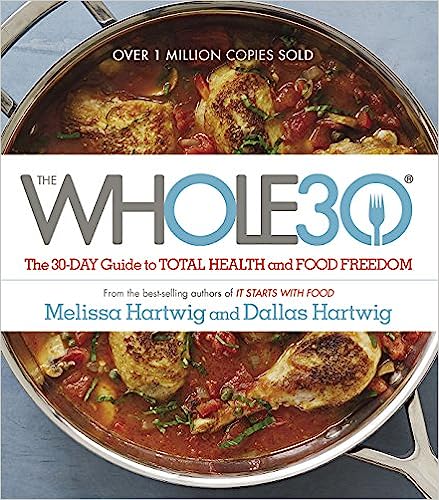 OVER 1 MILLION COPIES SOLD
THE
WHOLE30®
The 30-DAY Guide to TOTAL HEALTH and FOOD FREEDOM
From the best-selling authors of IT STARTS WITH FOOD
Melissa Hartwig and Dallas Hartwig